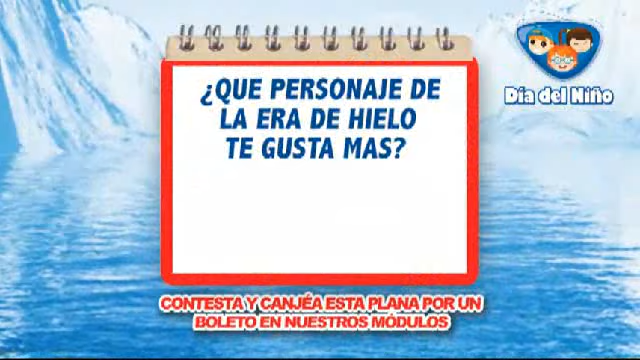 ¿QUE PERSONAJE DE
LA ERA DE HIELO
TE GUSTA MAS?
Día del Niño
CONTESTA Y CANJÉA ESTA PLANA POR UN
BOLETO EN NUESTROS MÓDULOS